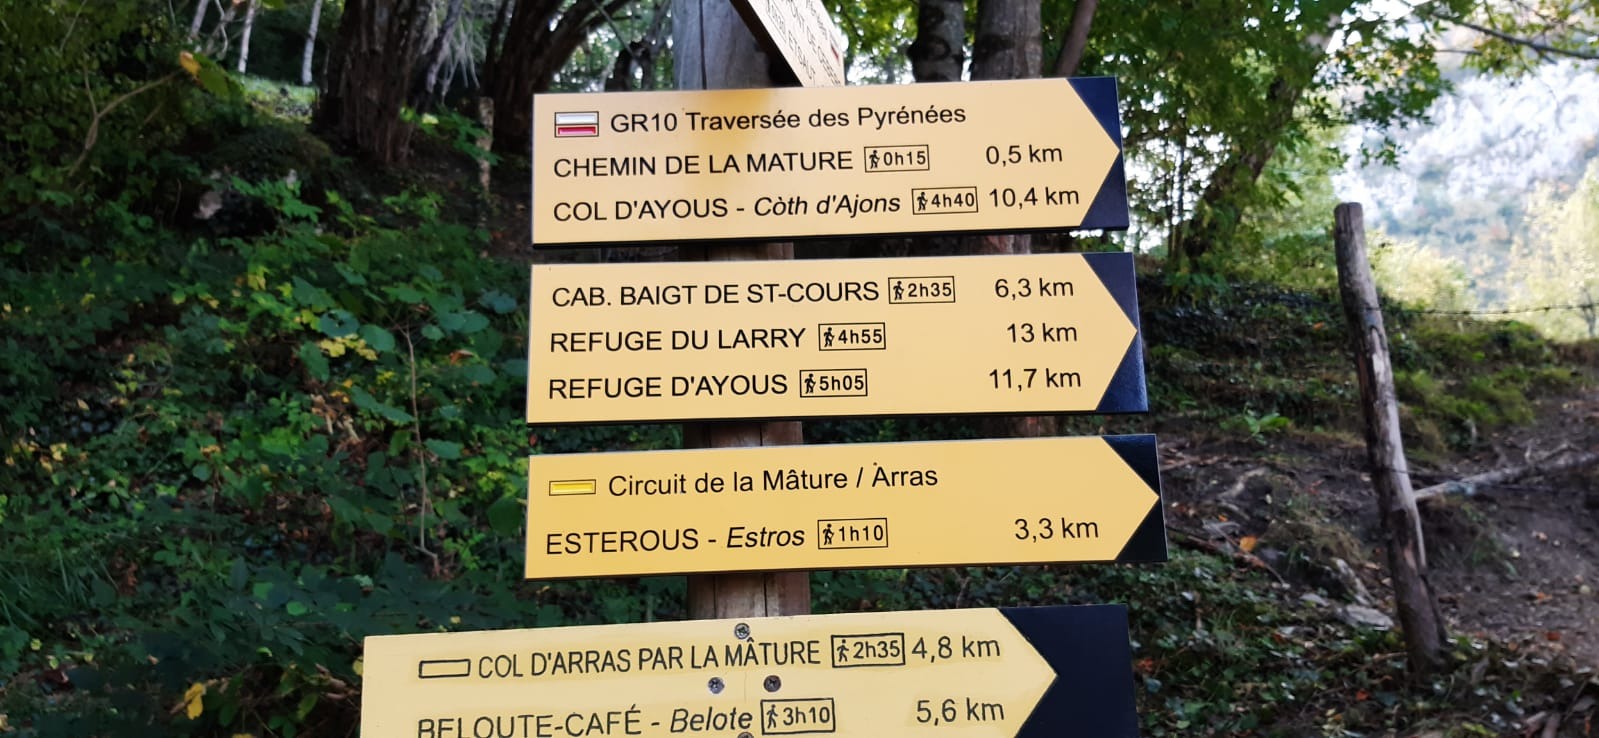 GR10 Traversée des Pyrénées
CHEMIN DE LA MATURE 0h15 0,5 km
COL D'AYOUS - Còth d'Ajons 4h40 10,4 km
CAB. BAIGT DE ST-COURS 2h35 6,3 km
REFUGE DU LARRY 4h55 13 km
REFUGE D'AYOUS 5h05 11,7 km
Circuit de la Mâture / Arras
ESTEROUS - Estros 1h10 3,3 km
COL D'ARRAS PAR LA MÂTURE 2h35 4,8 km
BELOUTE-CAFÉ - Belote 3h10 5,6 km